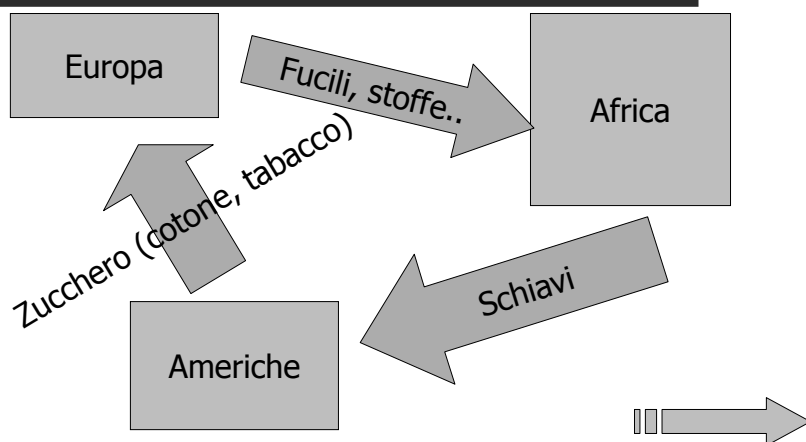 Europa
Fucili, stoffe..
Africa
Zucchero (cotone, tabacco)
Schiavi
Americhe